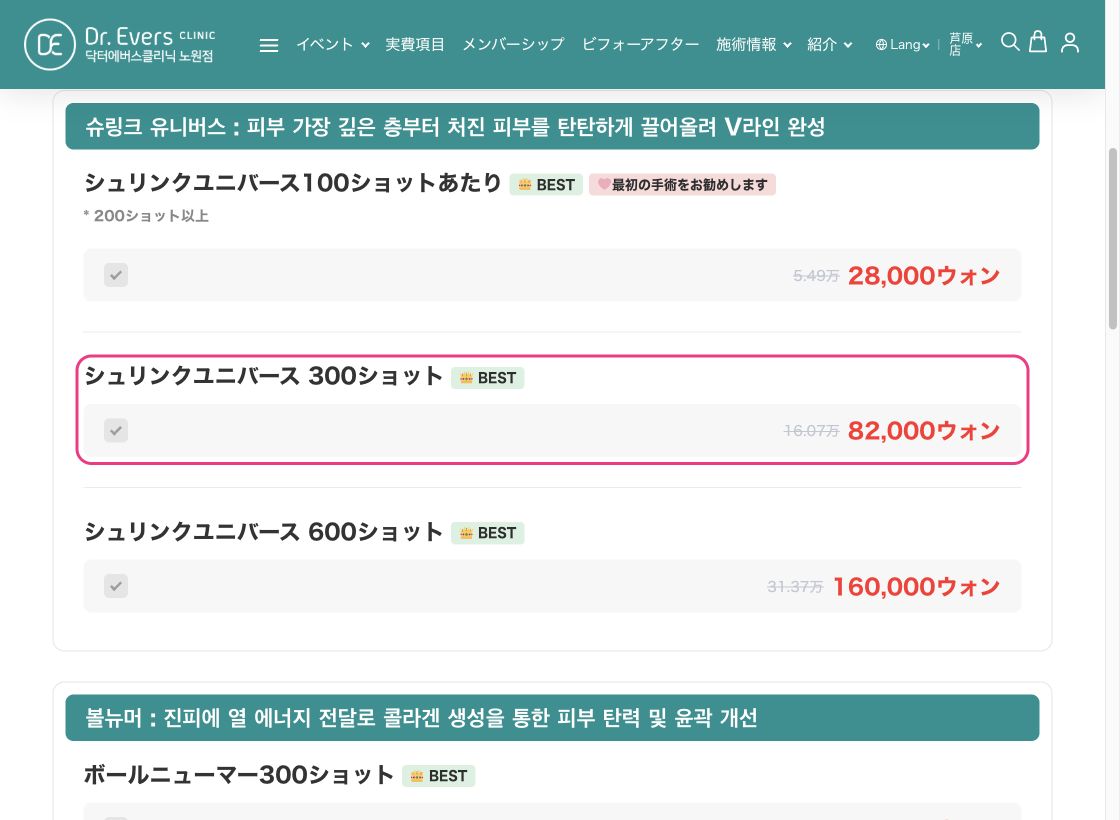 DE Dr. Evers CLINIC
닥터에버스클리닉 노원점
イベント 実費項目 メンバーシップ ビフォーアフター 施術情報 紹介 Lang 芦原店
슈링크 유니버스 : 피부 가장 깊은 층부터 처진 피부를 탄탄하게 끌어올려 V라인 완성
シュリンクユニバース100ショットあたり BEST 最初の手術をお勧めします
* 200ショット以上
5.49万 28,000ウォン
シュリンクユニバース 300ショット BEST
16.07万 82,000ウォン
シュリンクユニバース 600ショット BEST
31.37万 160,000ウォン
볼뉴머 : 진피에 열 에너지 전달로 콜라겐 생성을 통한 피부 탄력 및 윤곽 개선
ボールニューマー300ショット BEST